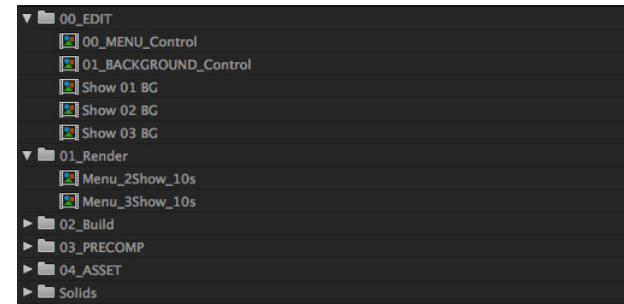 00_EDIT
00_MENU_Control
01_BACKGROUND_Control
Show 01 BG
Show 02 BG
Show 03 BG
01_Render
Menu_2Show_10s
Menu_3Show_10s
02_Build
03_PRECOMP
04_ASSET
Solids